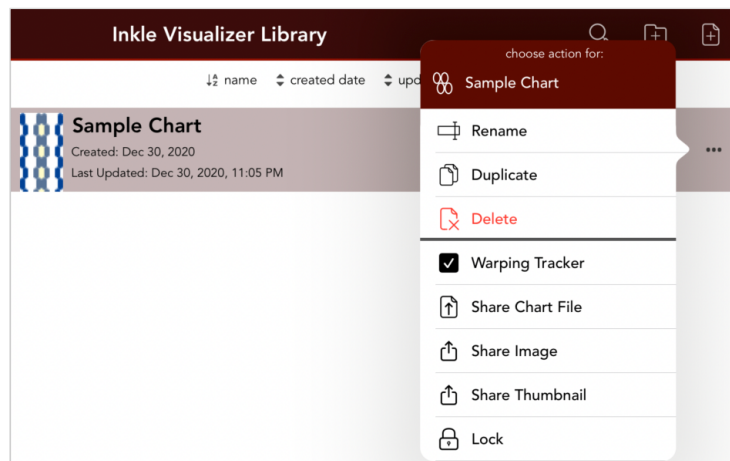 Inkle Visualizer Library
name created date upd
Sample Chart
Created: Dec 30, 2020
Last Updated: Dec 30, 2020, 11:05 PM
choose action for:
Sample Chart
Rename
Duplicate
Delete
Warping Tracker
Share Chart File
Share Image
Share Thumbnail
Lock